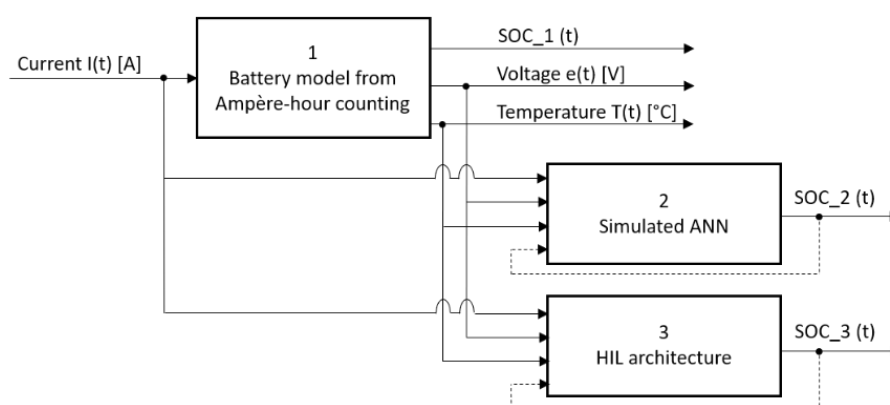 Current I(t) [A]
1
Battery model from
Ampère-hour counting
SOC_1 (t)
Voltage e(t) [V]
Temperature T(t) [°C]
2
Simulated ANN
SOC_2 (t)
3
HIL architecture
SOC_3 (t)